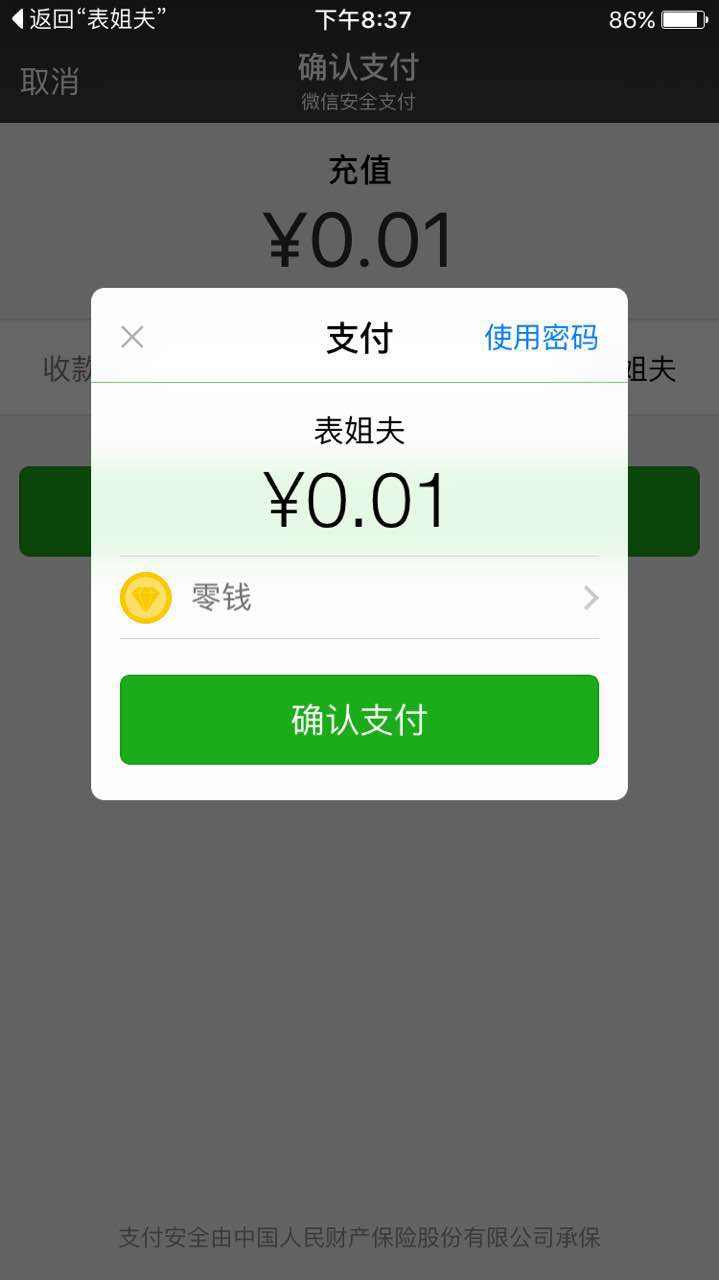 返回“表姐夫” 下午8:37 86%
取消 确认支付
微信安全支付
充值
¥0.01
支付 使用密码
收款 姐夫
表姐夫
¥0.01
零钱
确认支付
支付安全由中国人民财产保险股份有限公司承保